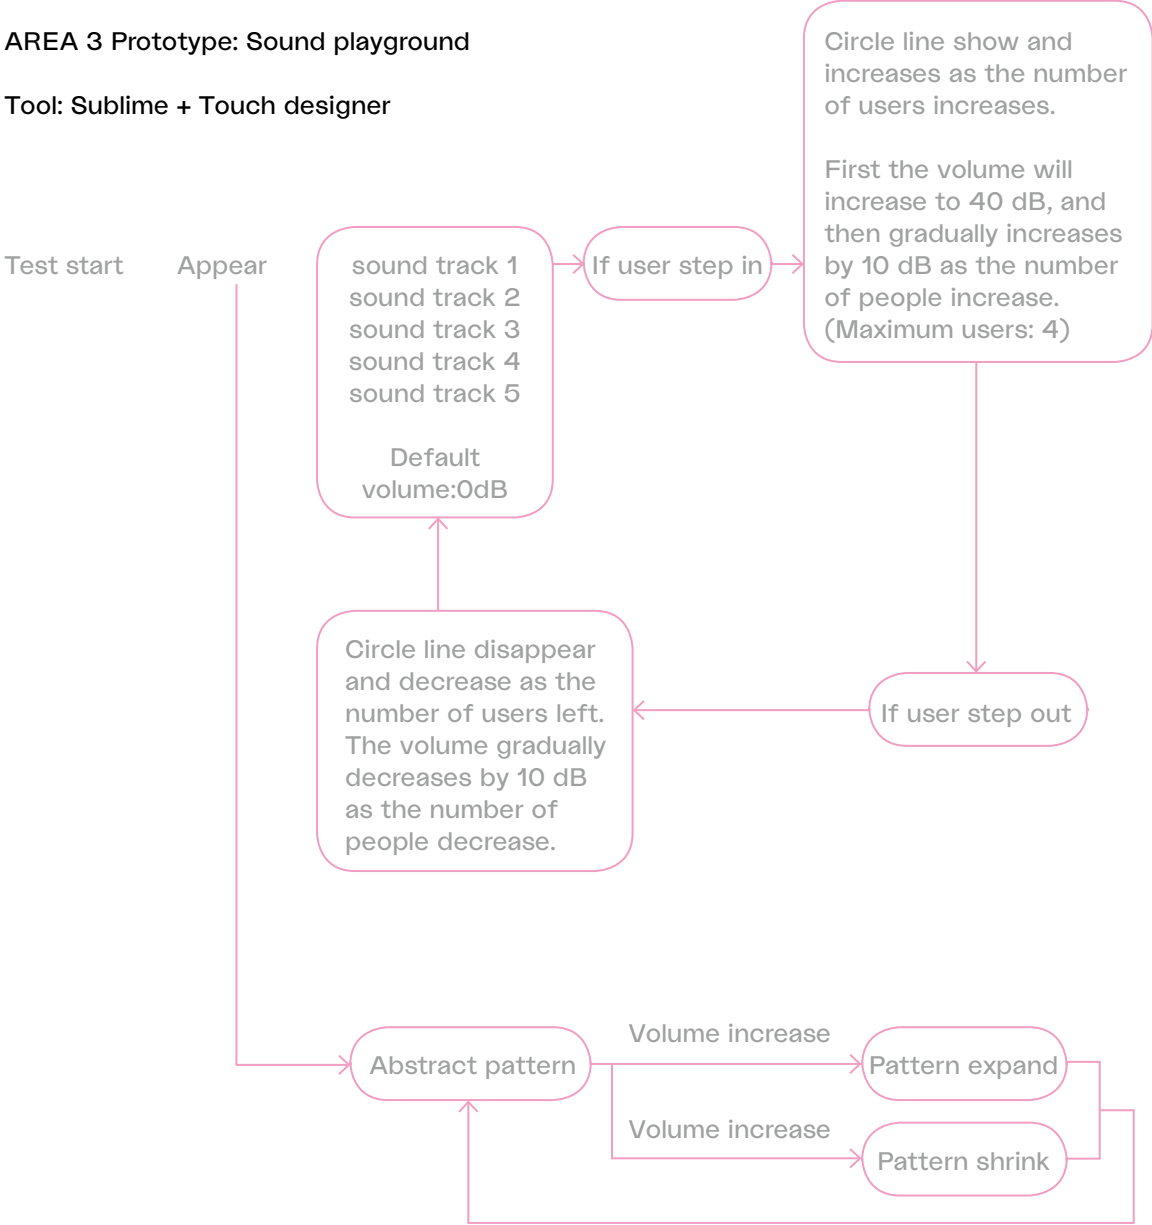 AREA 3 Prototype: Sound playground
Tool: Sublime + Touch designer
Test start
Appear
sound track 1
sound track 2
sound track 3
sound track 4
sound track 5
Default
volume:0dB
If user step in
Circle line show and
increases as the number
of users increases.
First the volume will
increase to 40 dB, and
then gradually increases
by 10 dB as the number
of people increase.
(Maximum users: 4)
If user step out
Circle line disappear
and decrease as the
number of users left.
The volume gradually
decreases by 10 dB
as the number of
people decrease.
Abstract pattern
Volume increase
Pattern expand
Volume increase
Pattern shrink